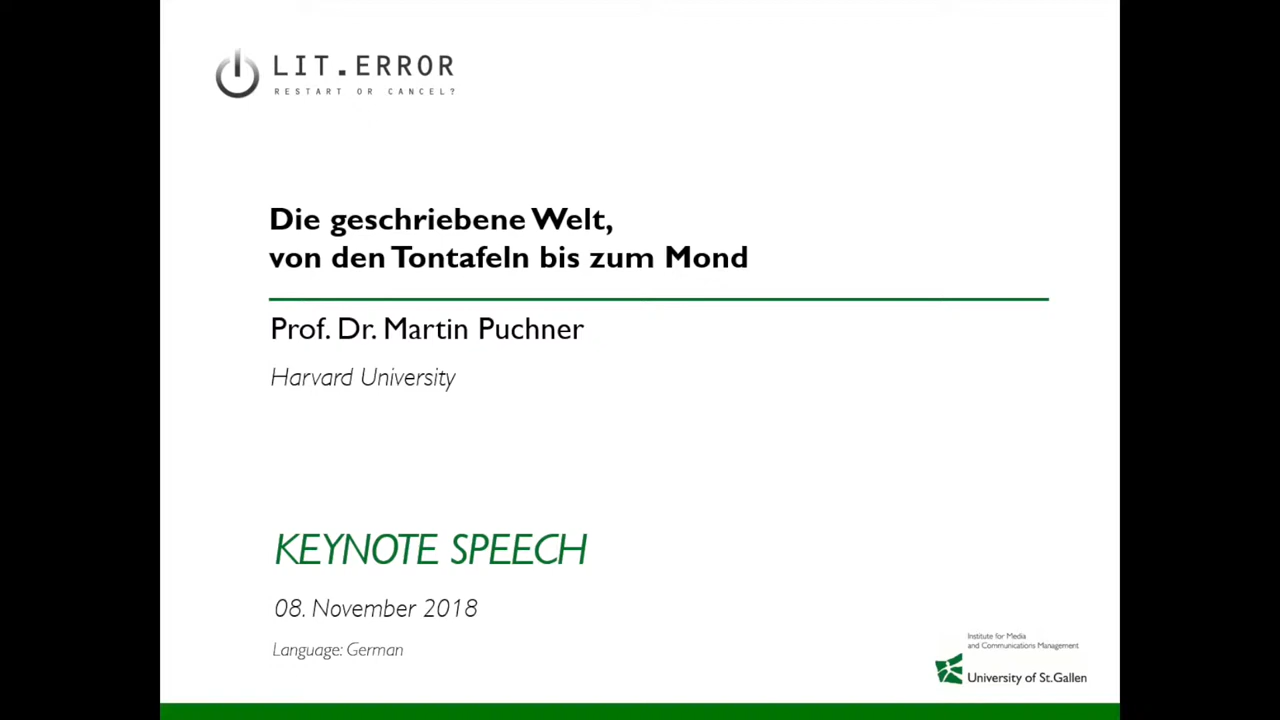 LIT.ERROR
RESTART OR CANCEL?
Die geschriebene Welt,
von den Tontafeln bis zum Mond
Prof. Dr. Martin Puchner
Harvard University
KEYNOTE SPEECH
08. November 2018
Language: German
Institute for Media
and Communications Management
University of St.Gallen